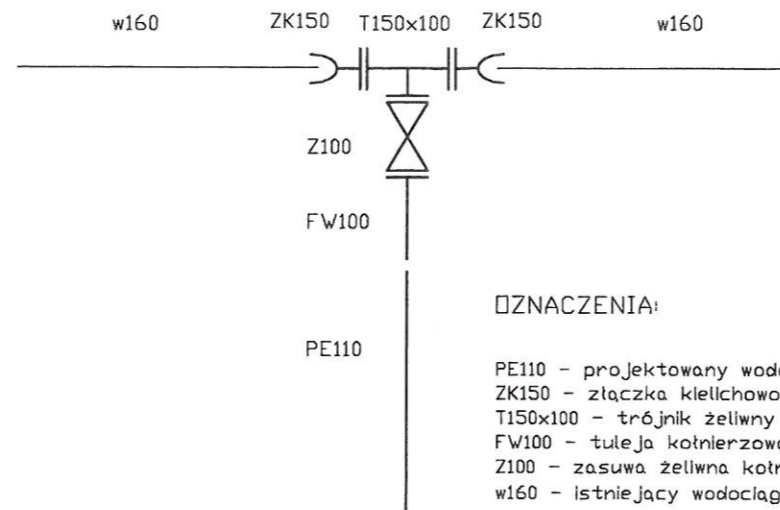 w160 ZK150 T150x100 ZK150 w160
Z100
FW100
PE110
OZNACZENIA:
PE110 - projektowany
ZK150 - złączka
T150x100 - trójnik żeliwny
FW100 - tuleja
Z100 - zasuwa żeliwna
w160 - istniejący wodociąg